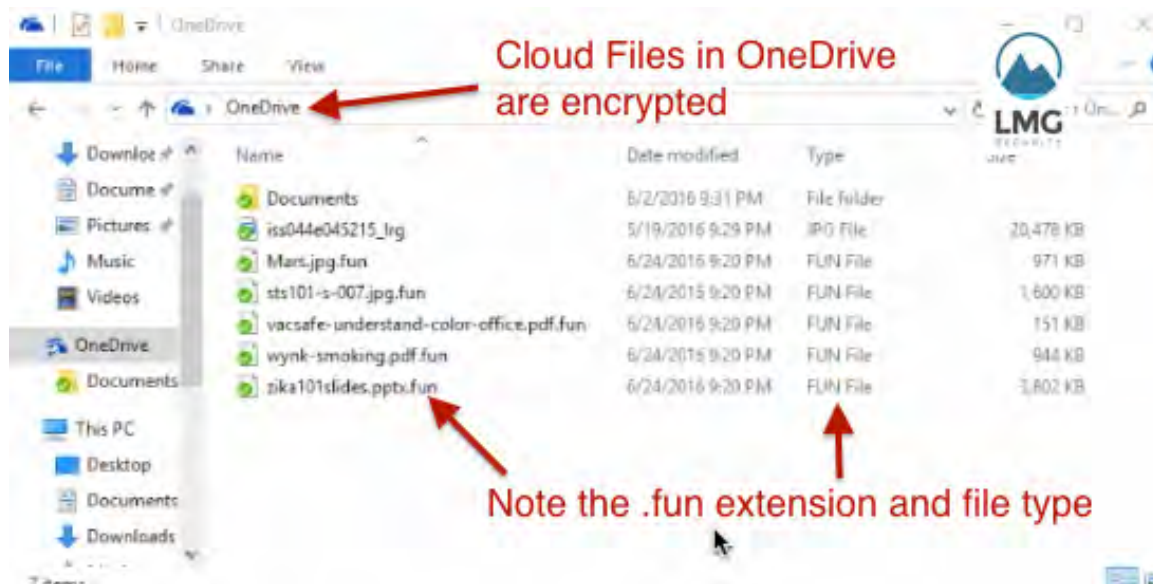 OneDrive
File Home Share View
Cloud Files in OneDrive
are encrypted
OneDrive
LMG
SECURITY
Name Date modified Type
Downloa
Docume
Pictures
Music
Videos
OneDrive
Documents
This PC
Desktop
Documents
Downloads
Documents 6/2/2016 9:31 PM File folder
iss044e045215_lrg 5/19/2016 9:29 PM JPG File 20,478 KB
Mars.jpg.fun 6/24/2016 9:20 PM FUN File 971 KB
sts101-s-007.jpg.fun 6/24/2016 9:20 PM FUN File 1,600 KB
vacsafe-understand-color-office.pdf.fun 6/24/2016 9:20 PM FUN File 151 KB
wynk-smoking.pdf.fun 6/24/2016 9:20 PM FUN File 944 KB
zika101slides.pptx.fun 6/24/2016 9:20 PM FUN File
Note the .fun extension and file type
7 items